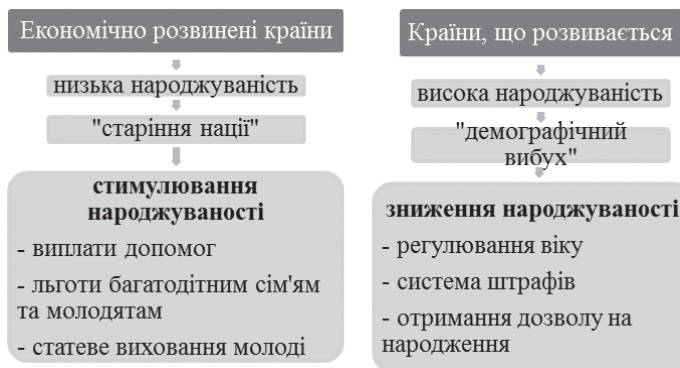 Економічно розвинені країни
низька народжуваність
"старіння нації"
стимулювання
народжуваності
- виплати допомог
- льготи багатодітним сім'ям
та молодятам
- статеве виховання молоді
Країни, що розвивається
висока народжуваність
"демографічний
вибух"
зниження народжуваності
- регулювання віку
- система штрафів
- отримання дозволу на
народження